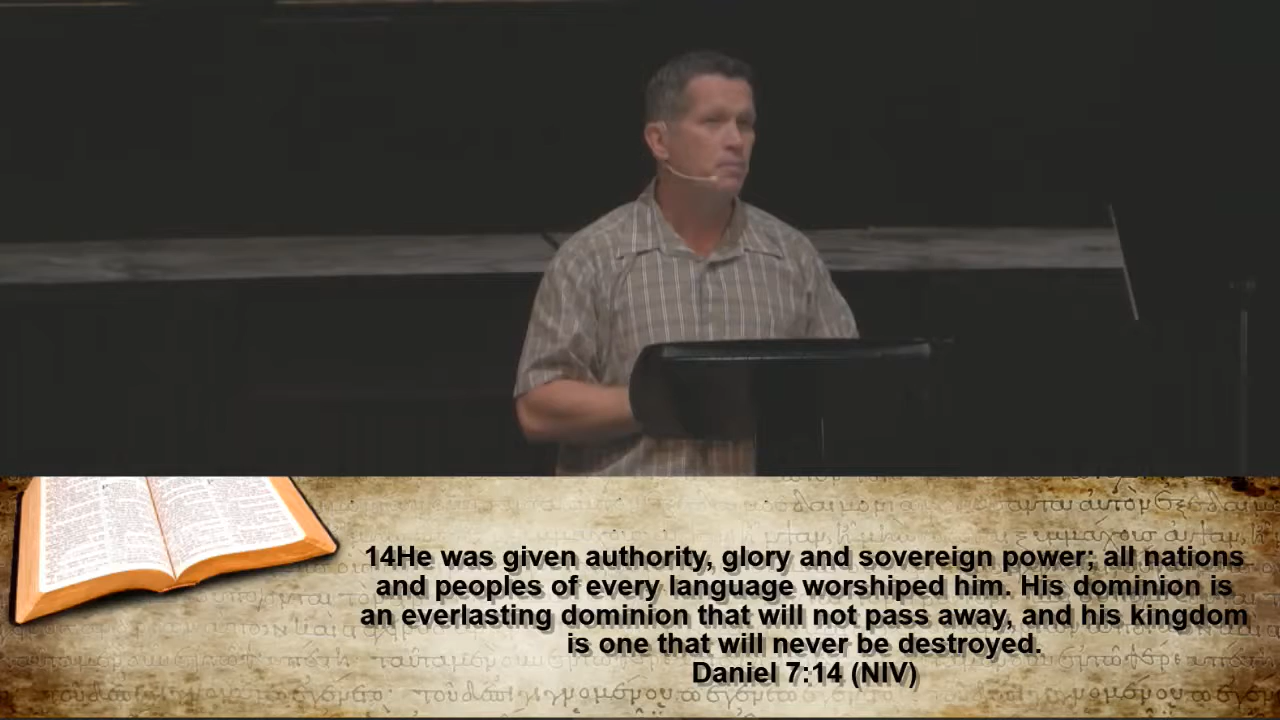 14He was given authority, glory and sovereign power; all nations
and peoples of every language worshiped him. His dominion is
an everlasting dominion that will not pass away, and his kingdom
is one that will never be destroyed.
Daniel 7:14 (NIV)